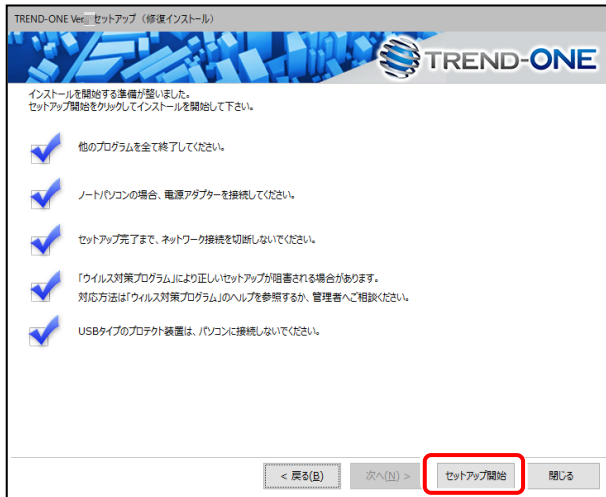 TREND-ONE Ver. セットアップ（修復インストール）
TREND-ONE
インストールを開始する準備が整いました。
セットアップ開始をクリックしてインストールを開始して下さい。
他のプログラムを全て終了してください。
ノートパソコンの場合、電源アダプターを接続してください。
セットアップ完了まで、ネットワーク接続を切断しないでください。
「ウイルス対策プログラム」により正しいセットアップが阻害される場合があります。
対応方法は「ウィルス対策プログラム」のヘルプを参照するか、管理者へご相談ください。
USBタイプのプロテクト装置は、パソコンに接続しないでください。
< 戻る(B) 次へ(N) > セットアップ開始 閉じる